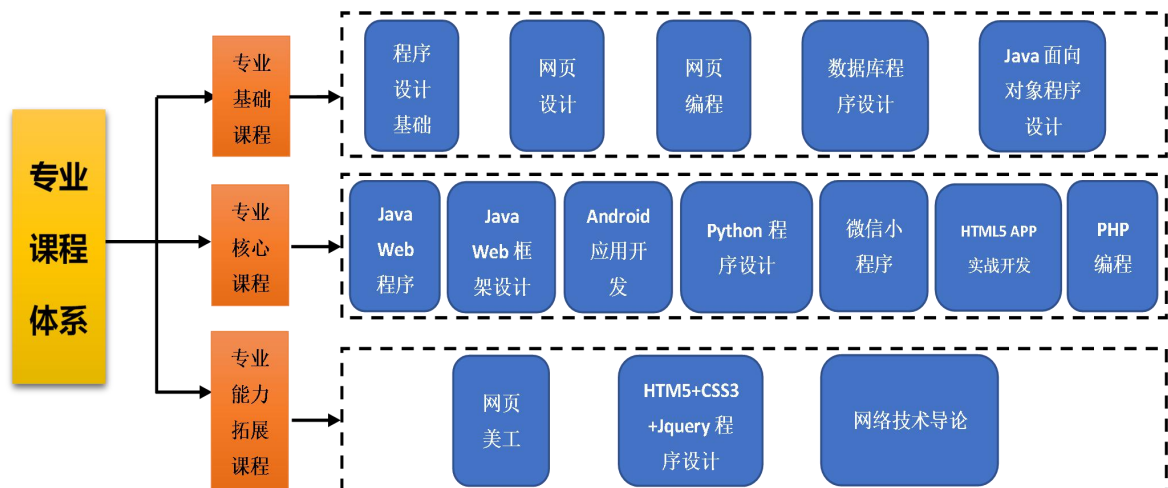 专业
课程
体系
专业
基础
课程
程序
设计
基础
网页
设计
网页
编程
数据库程
序设计
Java 面向
对象程序
设计
专业
核心
课程
Java
Web
程序
Java
Web 框
架设计
Android
应用开
发
Python 程
序设计
微信小
程序
HTML5 APP
实战开发
PHP
编程
专业
能力
拓展
课程
网页
美工
HTM5+CSS3
+Jquery 程
序设计
网络技术导论